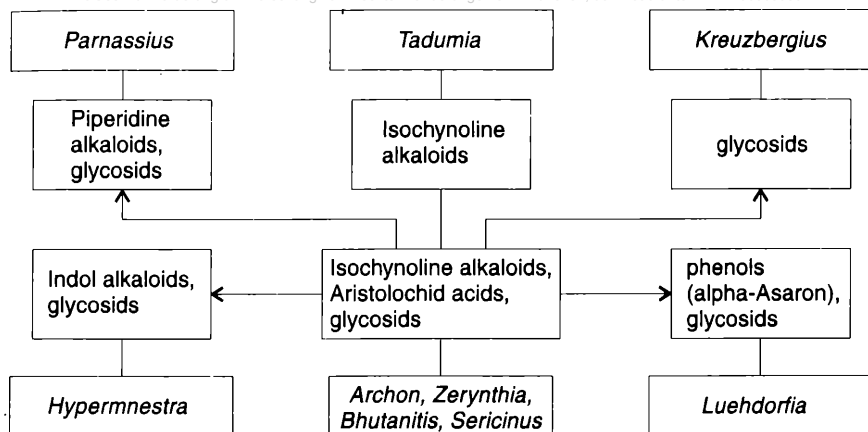 Parnassius
Tadumia
Kreuzbergius
Piperidine
alkaloids,
glycosids
Isochynoline
alkaloids
glycosids
Indol alkaloids,
glycosids
Isochynoline alkaloids,
Aristolochid acids,
glycosids
phenols
(alpha-Asaron),
glycosids
Hypermnestra
Archon, Zerynthia,
Bhutanitis, Sericinus
Luehdorfia